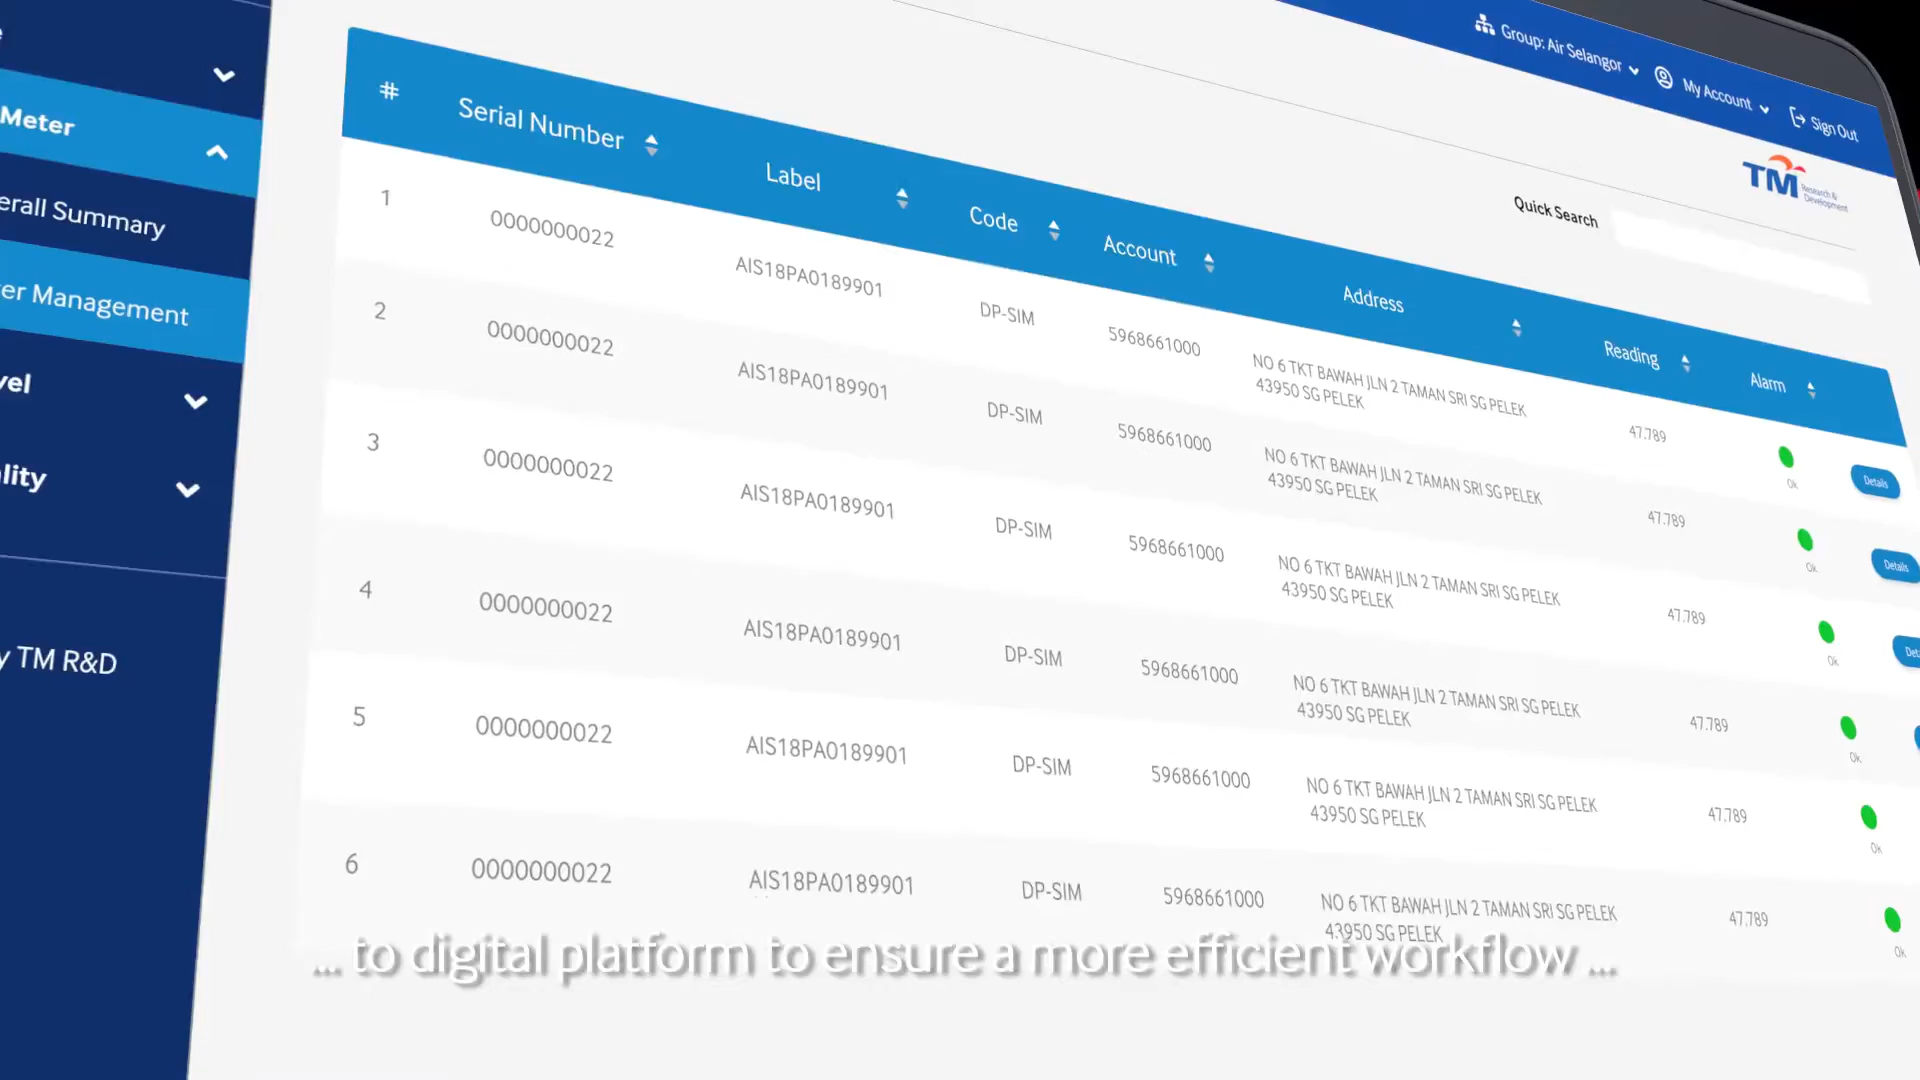 Group: Air Selangor
My Account
Sign Out
TM
Research &
Development
Quick Search
Meter
erall Summary
er Management
vel
lity
y TM R&D
# Serial Number Label Code Account Address Reading Alarm
1 0000000022 AIS18PA0189901 DP-SIM 5968661000 NO 6 TKT BAWAH JLN 2 TAMAN SRI SG PELEK 47.789 Details
43950 SG PELEK Ok
2 0000000022 AIS18PA0189901 DP-SIM 5968661000 NO 6 TKT BAWAH JLN 2 TAMAN SRI SG PELEK 47.789 Details
43950 SG PELEK Ok
3 0000000022 AIS18PA0189901 DP-SIM 5968661000 NO 6 TKT BAWAH JLN 2 TAMAN SRI SG PELEK 47.789 Deta
43950 SG PELEK Ok
4 0000000022 AIS18PA0189901 DP-SIM 5968661000 NO 6 TKT BAWAH JLN 2 TAMAN SRI SG PELEK 47.789
43950 SG PELEK Ok
5 0000000022 AIS18PA0189901 DP-SIM 5968661000 NO 6 TKT BAWAH JLN 2 TAMAN SRI SG PELEK 47.789
43950 SG PELEK Ok
6 0000000022 AIS18PA0189901 DP-SIM 5968661000 NO 6 TKT BAWAH JLN 2 TAMAN SRI SG PELEK 47.789
43950 SG PELEK Ok
... to digital platform to ensure a more efficient workflow ...